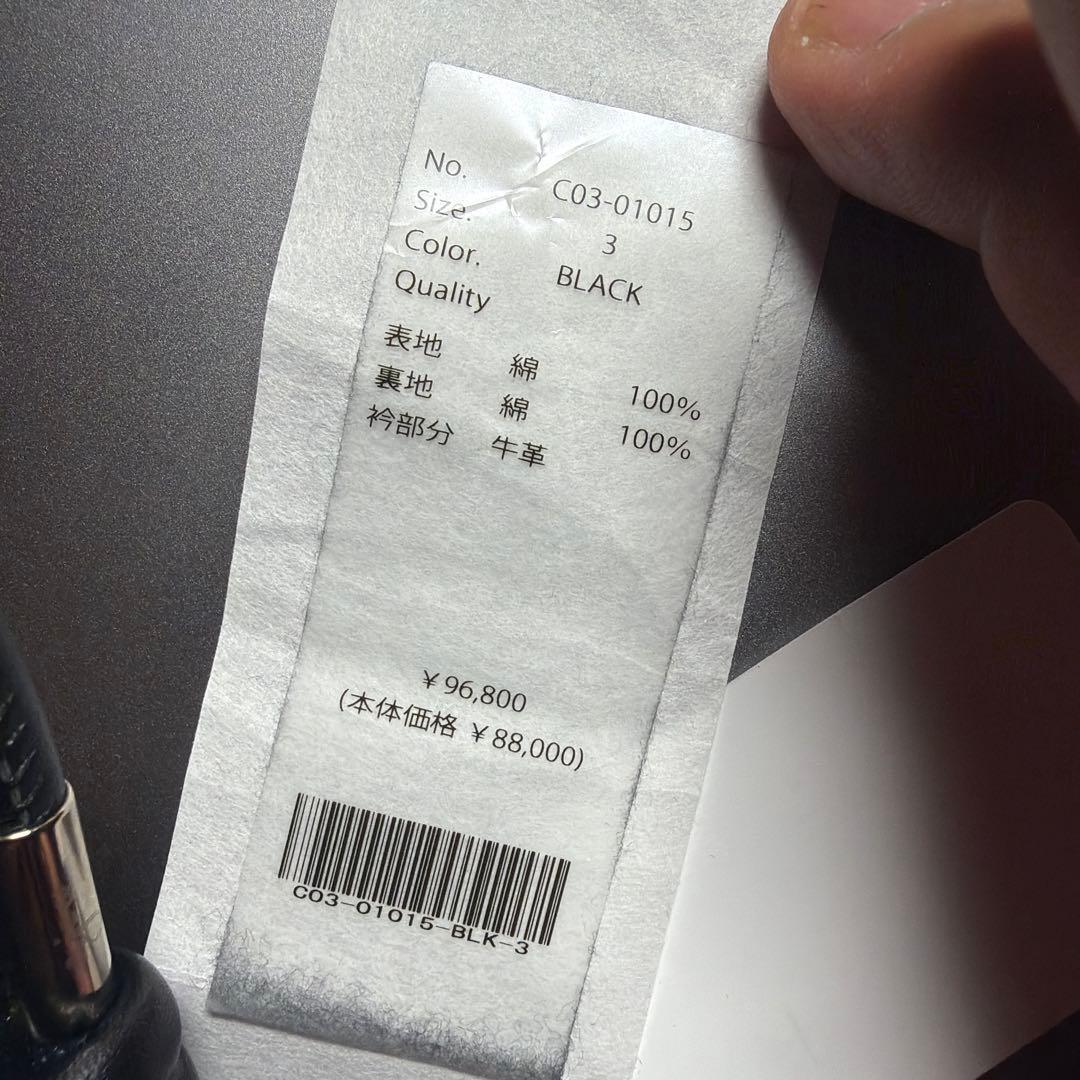 No. C03-01015
Size. 3
Color. BLACK
Quality
表地 綿 100%
裏地 綿 100%
衿部分 牛革
¥96,800
(本体価格 ¥88,000)
C03-01015-BLK-3